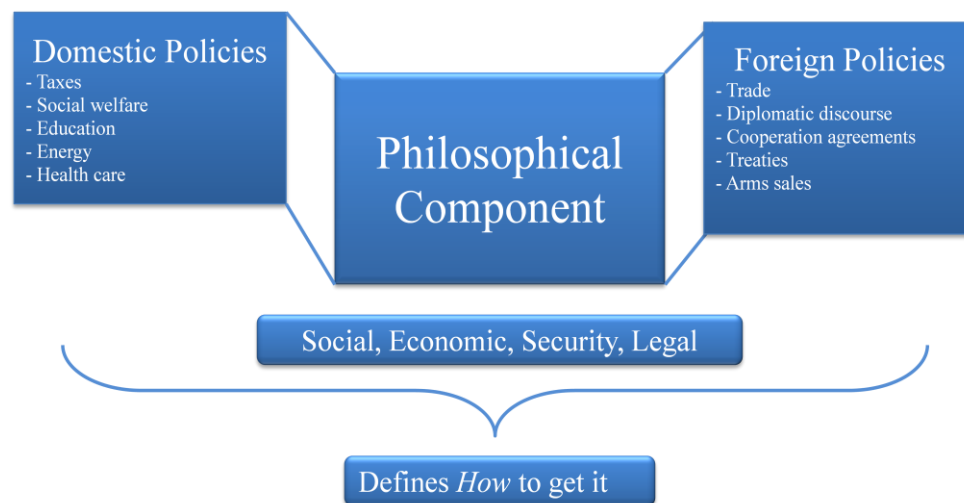 Domestic Policies
- Taxes
- Social welfare
- Education
- Energy
- Health care
Philosophical
Component
Foreign Policies
- Trade
- Diplomatic discourse
- Cooperation agreements
- Treaties
- Arms sales
Social, Economic, Security, Legal
Defines How to get it